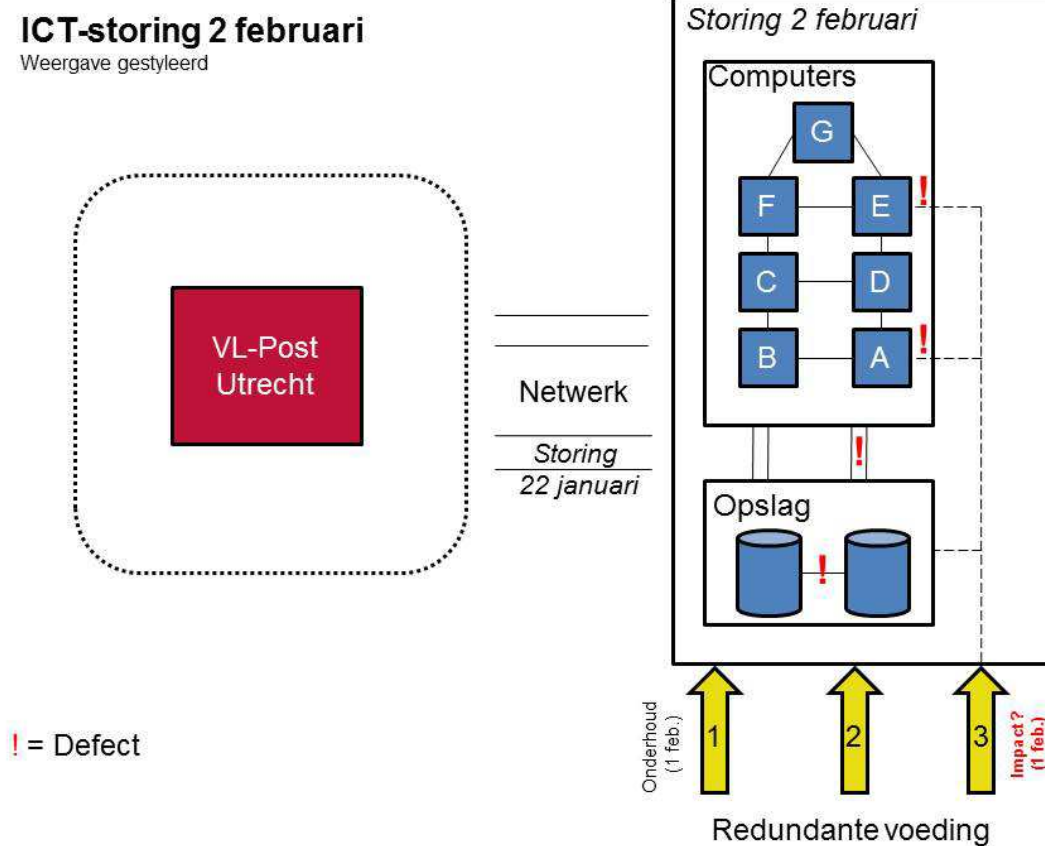 ICT-storing 2 februari
Weergave gestyleerd
VL-Post
Utrecht
Netwerk
Storing
22 januari
Storing 2 februari
Computers
G
F
E
!
C
D
B
A
!
!
Opslag
!
Onderhoud
(1 feb.)
1
2
3
Impact?
(1 feb.)
Redundante voeding
! = Defect